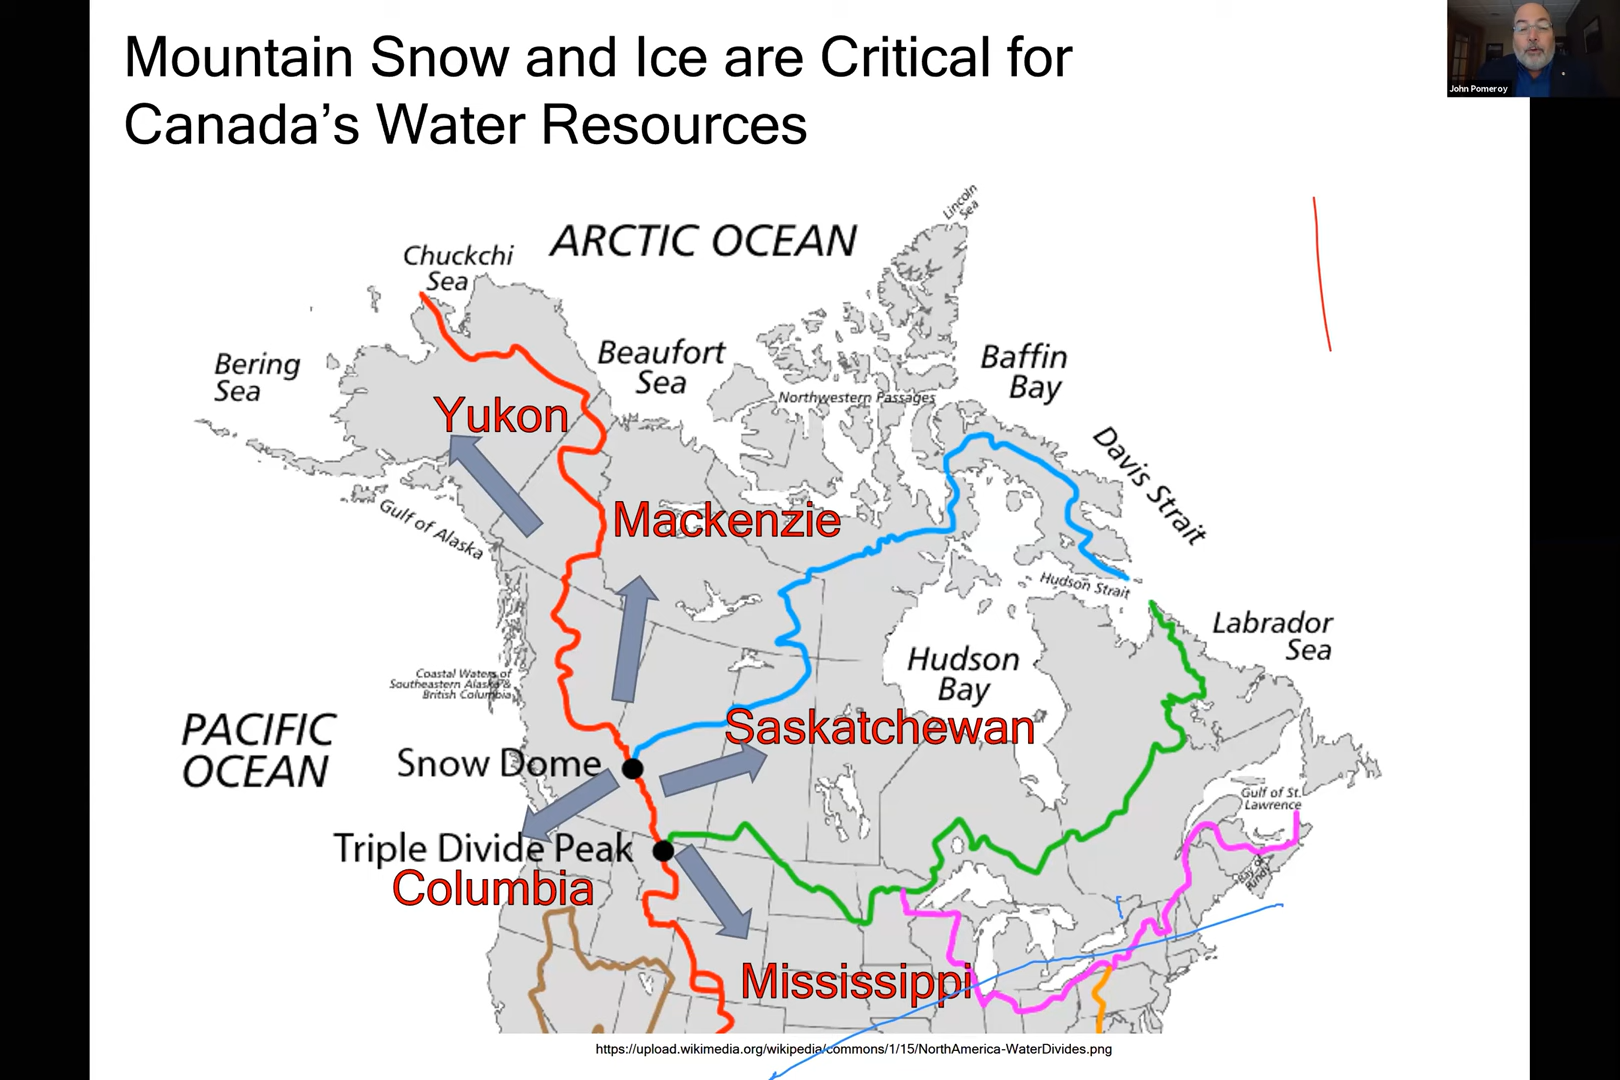 Mountain Snow and Ice are Critical for
Canada’s Water Resources
John Pomeroy
Lincoln
Sea
ARCTIC OCEAN
Chuckchi
Sea
Beaufort
Sea
Baffin
Bay
Bering
Sea
Northwestern Passages
Yukon
Davis Strait
Gulf of Alaska
Mackenzie
Hudson Strait
Labrador
Sea
Hudson
Bay
Coastal Waters of
Southeastern Alaska &
British Columbia
Saskatchewan
PACIFIC
OCEAN
Snow Dome
Gulf of St.
Lawrence
Triple Divide Peak
Bay of
Fundy
Columbia
Mississippi
https://upload.wikimedia.org/wikipedia/commons/1/15/NorthAmerica-WaterDivides.png